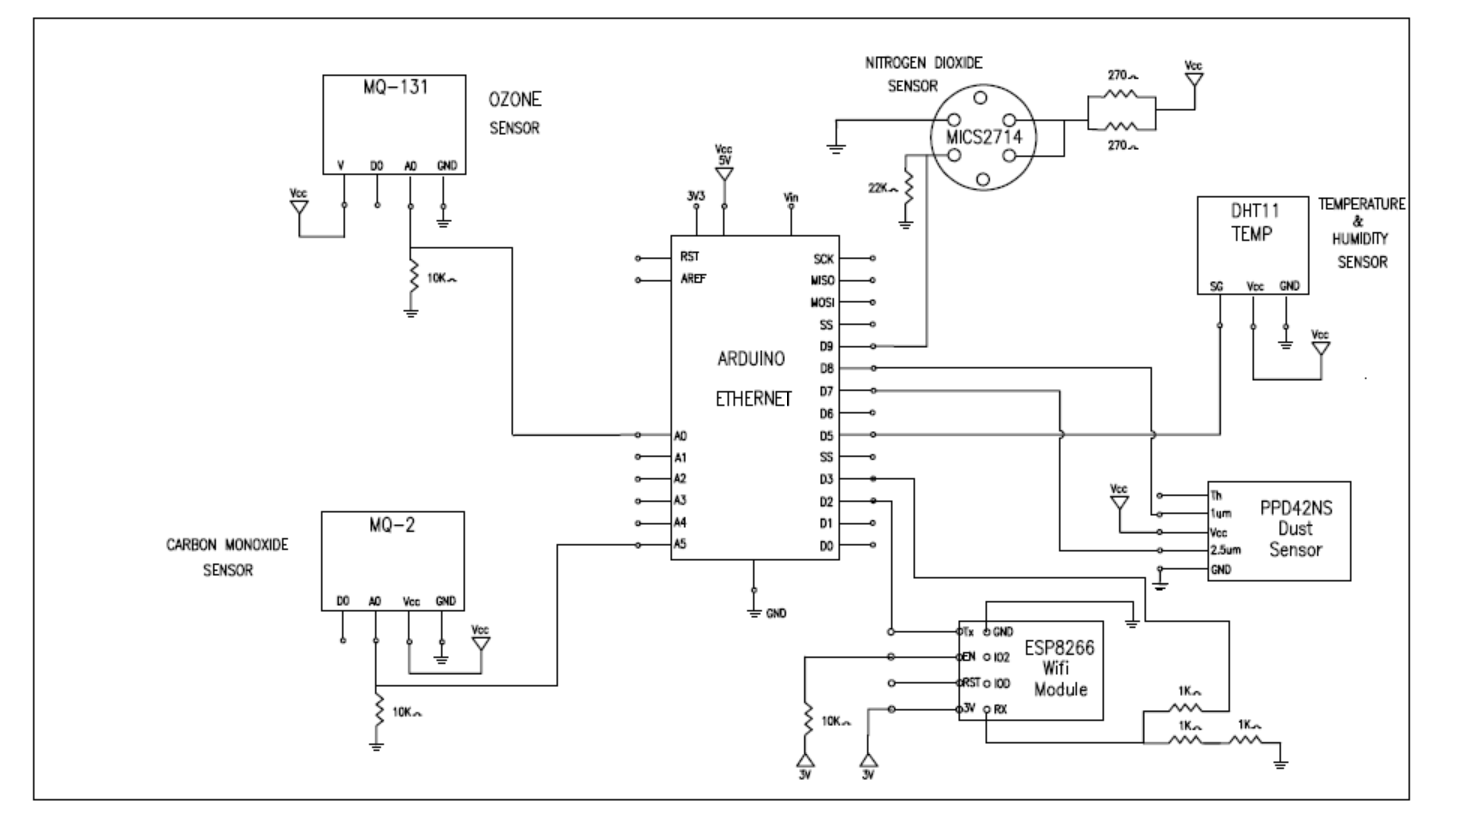 MQ-131
OZONE
SENSOR
V D0 A0 GND
Vcc
10K
NITROGEN DIOXIDE
SENSOR
MICS2714
270
270
Vcc
22K
Vcc
5V
3V3
Vin
RST
AREF
ARDUINO
ETHERNET
A0
A1
A2
A3
A4
A5
SCK
MISO
MOSI
SS
D9
D8
D7
D6
D5
SS
D3
D2
D1
D0
GND
DHT11
TEMP
SG Vcc GND
Vcc
TEMPERATURE
&
HUMIDITY
SENSOR
CARBON MONOXIDE
SENSOR
MQ-2
D0 A0 Vcc GND
Vcc
10K
Vcc
Th
1um
Vcc
2.5um
GND
PPD42NS
Dust
Sensor
Tx GND
EN IO2
RST IOO
3V RX
ESP8266
Wifi
Module
10K
3V
3V
1K
1K
1K